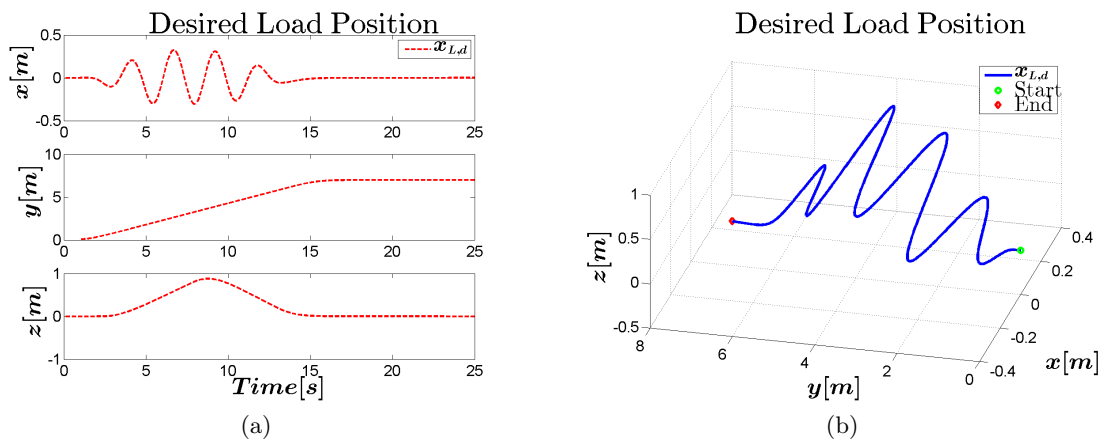 Desired Load Position
x[m]
0.5
0
-0.5
x_{L,d}
0 5 10 15 20 25
y[m]
10
5
0
0 5 10 15 20 25
z[m]
1
0
-1
0 5 10 15 20 25
Time[s]
(a)
Desired Load Position
x_{L,d}
Start
End
z[m]
1
0.5
0
-0.5
8 6 4 2 0
y[m]
0.4
0.2
0
-0.2
-0.4
x[m]
(b)